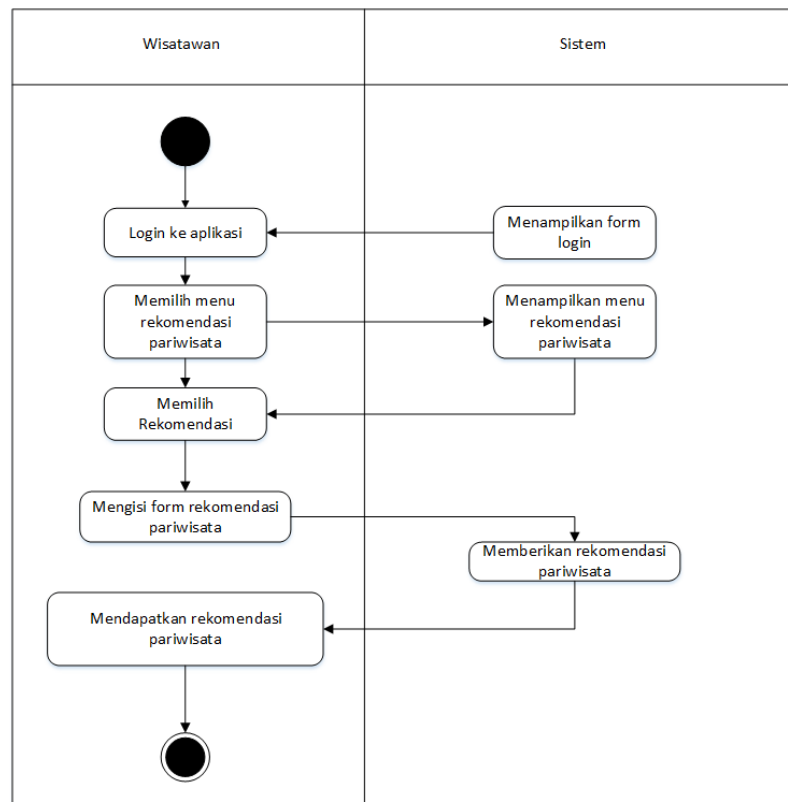 Wisatawan
Sistem
Login ke aplikasi
Menampilkan form
login
Memilih menu
rekomendasi
pariwisata
Menampilkan menu
rekomendasi
pariwisata
Memilih
Rekomendasi
Mengisi form rekomendasi
pariwisata
Memberikan rekomendasi
pariwisata
Mendapatkan rekomendasi
pariwisata